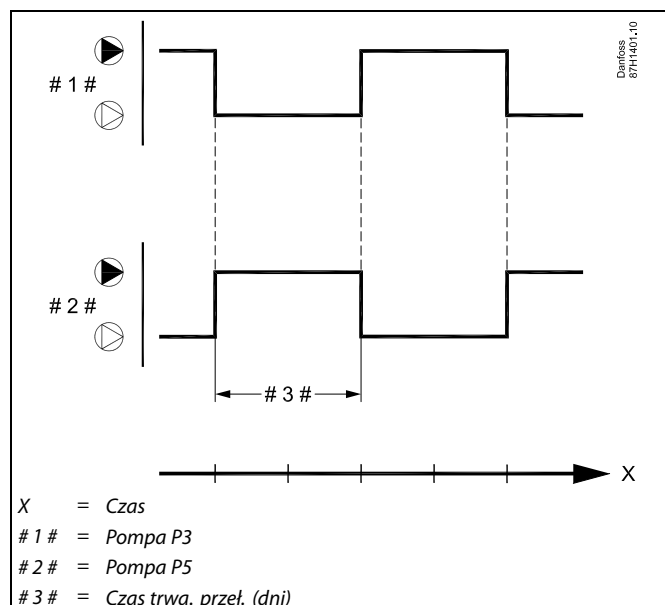 Danfoss
87H1401.10
# 1 #
# 2 #
# 3 #
X
X = Czas
# 1 # = Pompa P3
# 2 # = Pompa P5
# 3 # = Czas trwa. przeł. (dni)